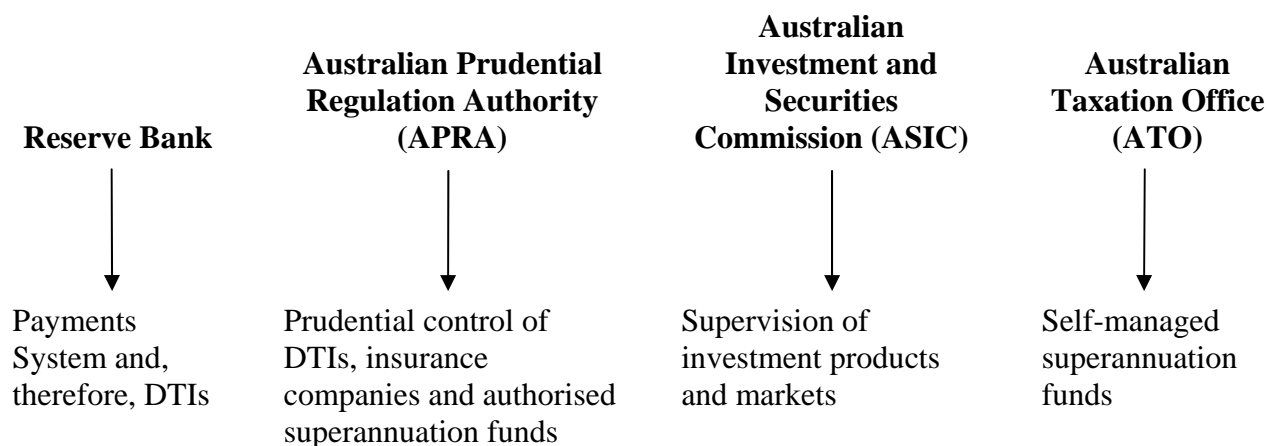 Reserve Bank
Australian Prudential
Regulation Authority
(APRA)
Australian
Investment and
Securities
Commission (ASIC)
Australian
Taxation Office
(ATO)
Payments
System and,
therefore, DTIs
Prudential control of
DTIs, insurance
companies and authorised
superannuation funds
Supervision of
investment products
and markets
Self-managed
superannuation
funds